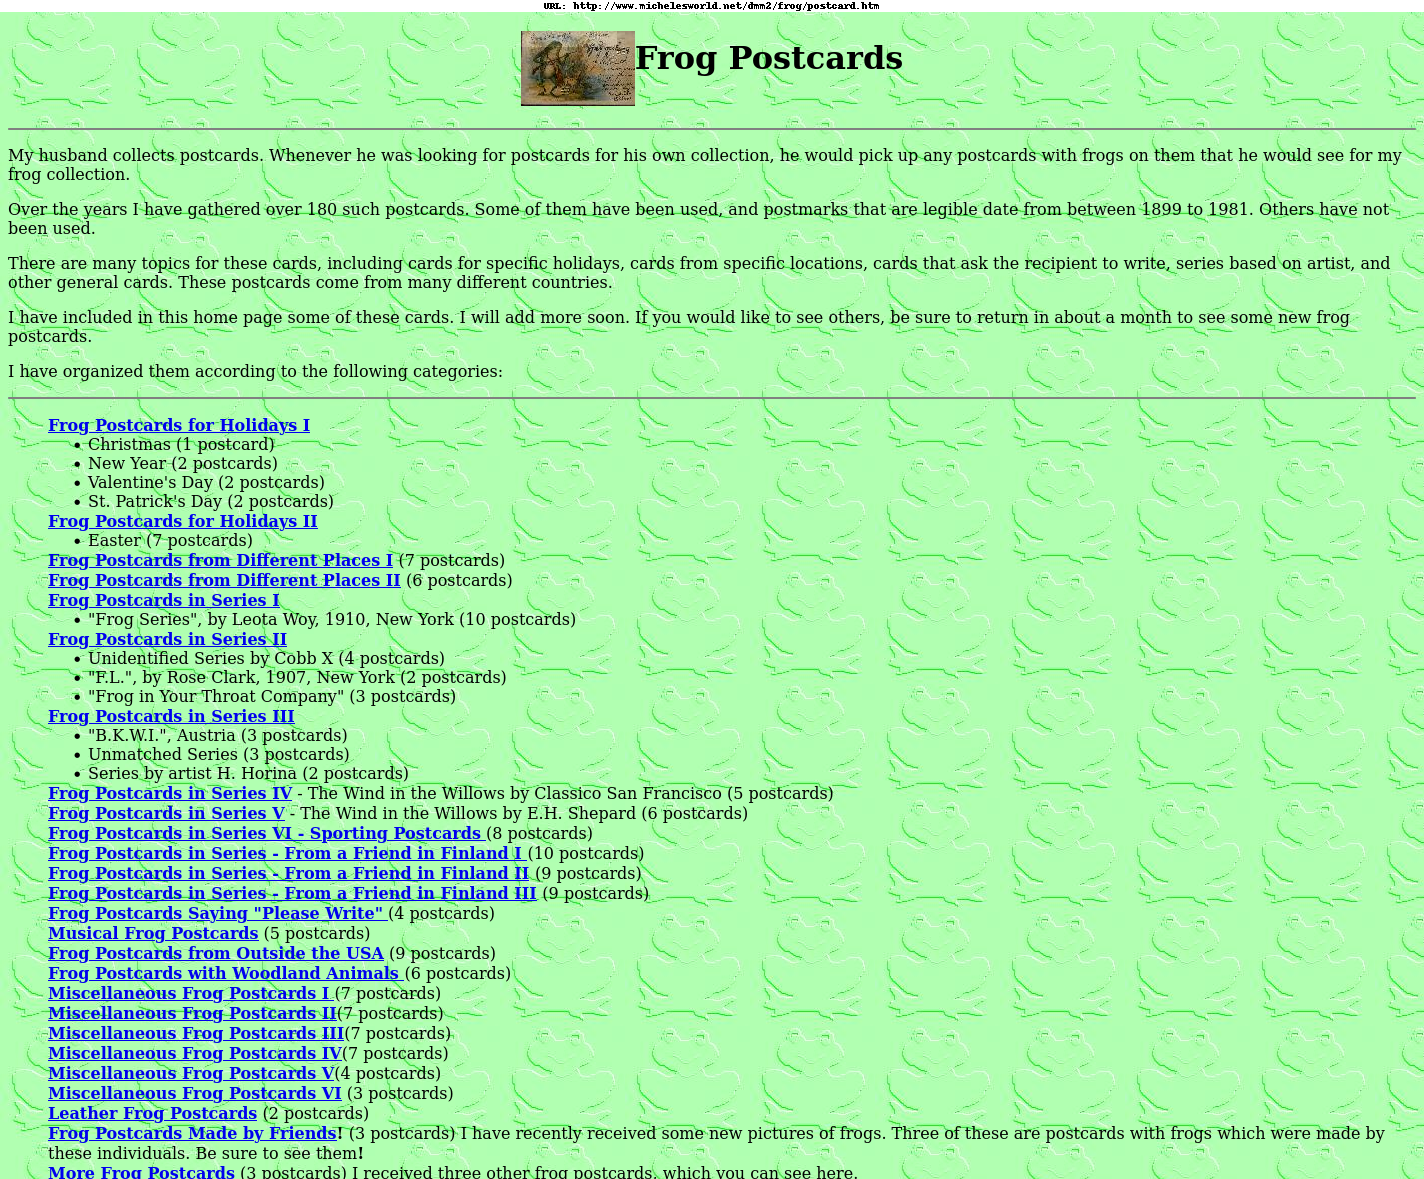 URL: http://www.michelesworld.net/dmm2/frog/postcard.htm
Frog Postcards
My husband collects postcards. Whenever he was looking for postcards for his own collection, he would pick up any postcards with frogs on them that he would see for my
frog collection.
Over the years I have gathered over 180 such postcards. Some of them have been used, and postmarks that are legible date from between 1899 to 1981. Others have not
been used.
There are many topics for these cards, including cards for specific holidays, cards from specific locations, cards that ask the recipient to write, series based on artist, and
other general cards. These postcards come from many different countries.
I have included in this home page some of these cards. I will add more soon. If you would like to see others, be sure to return in about a month to see some new frog
postcards.
I have organized them according to the following categories:
Frog Postcards for Holidays I
• Christmas (1 postcard)
• New Year (2 postcards)
• Valentine's Day (2 postcards)
• St. Patrick's Day (2 postcards)
Frog Postcards for Holidays II
• Easter (7 postcards)
Frog Postcards from Different Places I (7 postcards)
Frog Postcards from Different Places II (6 postcards)
Frog Postcards in Series I
• "Frog Series", by Leota Woy, 1910, New York (10 postcards)
Frog Postcards in Series II
• Unidentified Series by Cobb X (4 postcards)
• "F.L.", by Rose Clark, 1907, New York (2 postcards)
• "Frog in Your Throat Company" (3 postcards)
Frog Postcards in Series III
• "B.K.W.I.", Austria (3 postcards)
• Unmatched Series (3 postcards)
• Series by artist H. Horina (2 postcards)
Frog Postcards in Series IV - The Wind in the Willows by Classico San Francisco (5 postcards)
Frog Postcards in Series V - The Wind in the Willows by E.H. Shepard (6 postcards)
Frog Postcards in Series VI - Sporting Postcards (8 postcards)
Frog Postcards in Series - From a Friend in Finland I (10 postcards)
Frog Postcards in Series - From a Friend in Finland II (9 postcards)
Frog Postcards in Series - From a Friend in Finland III (9 postcards)
Frog Postcards Saying "Please Write" (4 postcards)
Musical Frog Postcards (5 postcards)
Frog Postcards from Outside the USA (9 postcards)
Frog Postcards with Woodland Animals (6 postcards)
Miscellaneous Frog Postcards I (7 postcards)
Miscellaneous Frog Postcards II(7 postcards)
Miscellaneous Frog Postcards III(7 postcards)
Miscellaneous Frog Postcards IV(7 postcards)
Miscellaneous Frog Postcards V(4 postcards)
Miscellaneous Frog Postcards VI (3 postcards)
Leather Frog Postcards (2 postcards)
Frog Postcards Made by Friends! (3 postcards) I have recently received some new pictures of frogs. Three of these are postcards with frogs which were made by
these individuals. Be sure to see them!
More Frog Postcards (3 postcards) I received three other frog postcards, which you can see here.